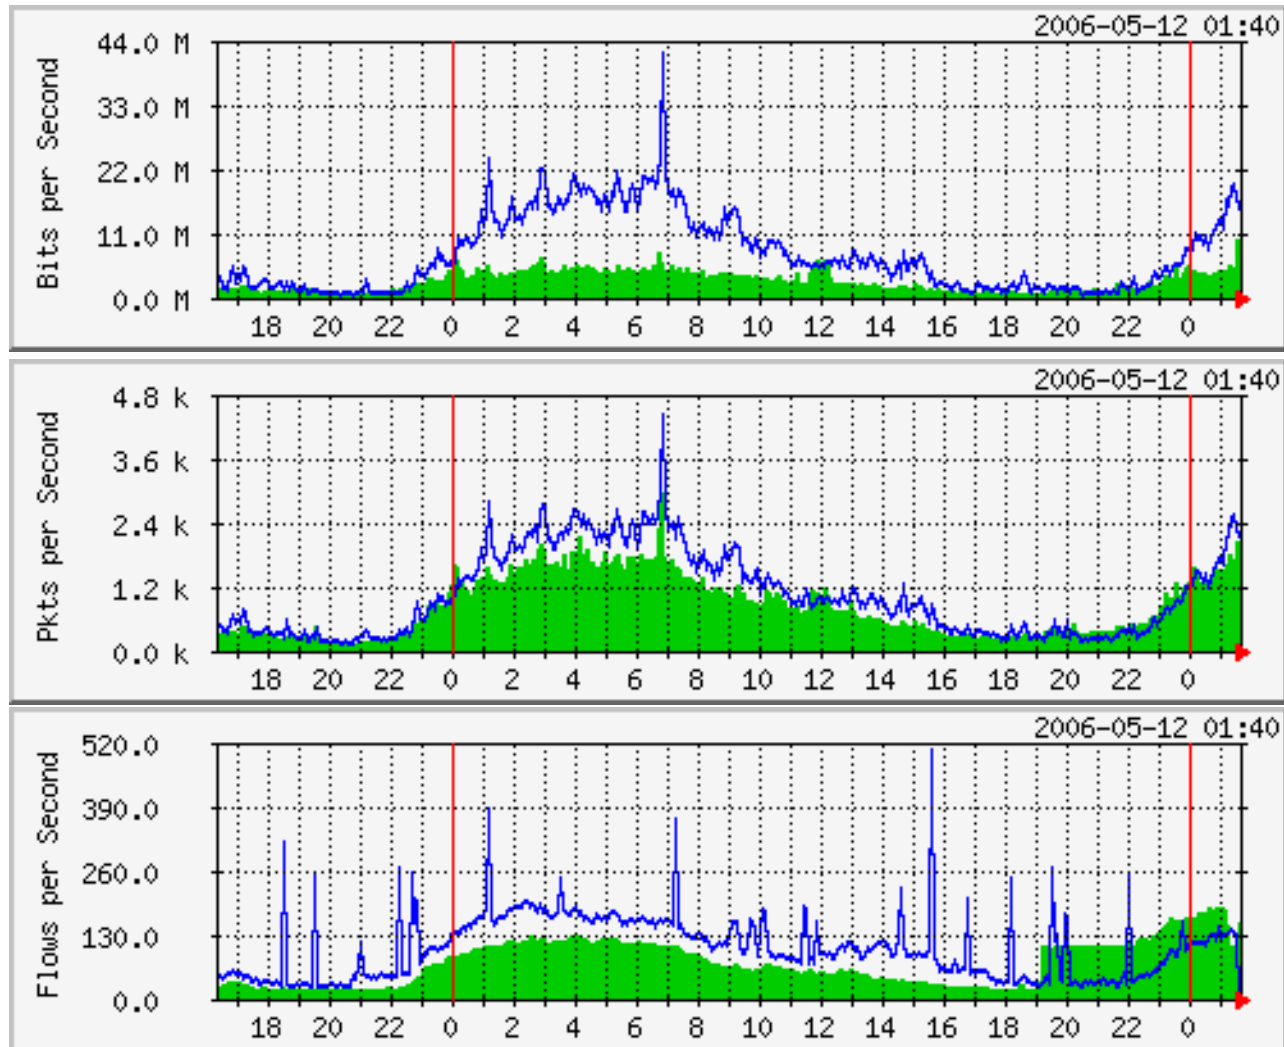 2006-05-12 01:40
Bits per Second
44.0 M
33.0 M
22.0 M
11.0 M
0.0 M
18 20 22 0 2 4 6 8 10 12 14 16 18 20 22 0
2006-05-12 01:40
Pkts per Second
4.8 k
3.6 k
2.4 k
1.2 k
0.0 k
18 20 22 0 2 4 6 8 10 12 14 16 18 20 22 0
2006-05-12 01:40
Flows per Second
520.0
390.0
260.0
130.0
0.0
18 20 22 0 2 4 6 8 10 12 14 16 18 20 22 0